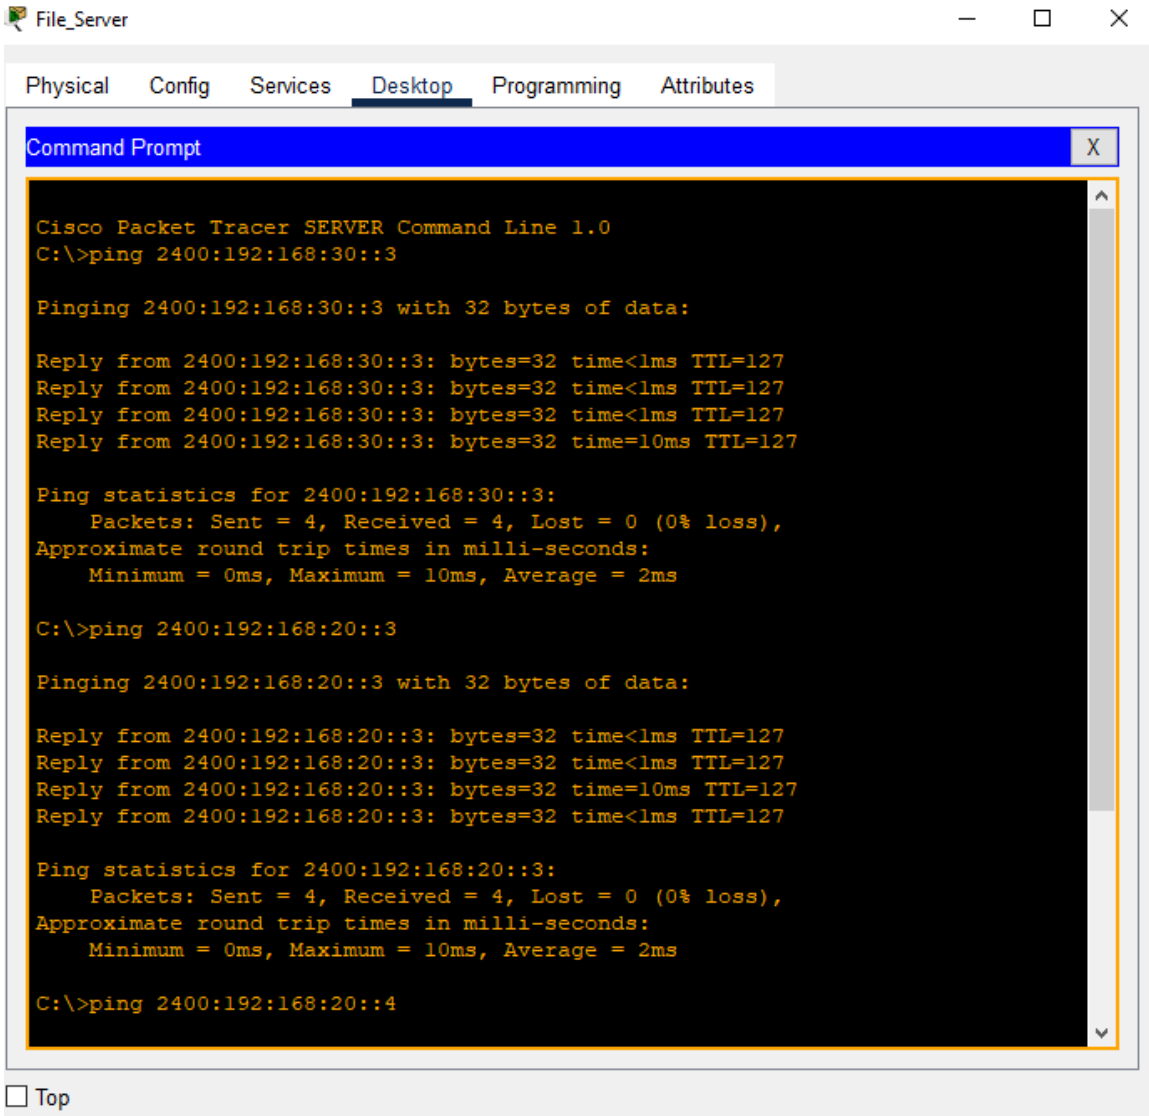 File_Server
Physical Config Services Desktop Programming Attributes
Command Prompt X
Cisco Packet Tracer SERVER Command Line 1.0
C:\>ping 2400:192:168:30::3
Pinging 2400:192:168:30::3 with 32 bytes of data:
Reply from 2400:192:168:30::3: bytes=32 time<1ms TTL=127
Reply from 2400:192:168:30::3: bytes=32 time<1ms TTL=127
Reply from 2400:192:168:30::3: bytes=32 time<1ms TTL=127
Reply from 2400:192:168:30::3: bytes=32 time=10ms TTL=127
Ping statistics for 2400:192:168:30::3:
Packets: Sent = 4, Received = 4, Lost = 0 (0% loss),
Approximate round trip times in milli-seconds:
Minimum = 0ms, Maximum = 10ms, Average = 2ms
C:\>ping 2400:192:168:20::3
Pinging 2400:192:168:20::3 with 32 bytes of data:
Reply from 2400:192:168:20::3: bytes=32 time<1ms TTL=127
Reply from 2400:192:168:20::3: bytes=32 time<1ms TTL=127
Reply from 2400:192:168:20::3: bytes=32 time=10ms TTL=127
Reply from 2400:192:168:20::3: bytes=32 time<1ms TTL=127
Ping statistics for 2400:192:168:20::3:
Packets: Sent = 4, Received = 4, Lost = 0 (0% loss),
Approximate round trip times in milli-seconds:
Minimum = 0ms, Maximum = 10ms, Average = 2ms
C:\>ping 2400:192:168:20::4
Top